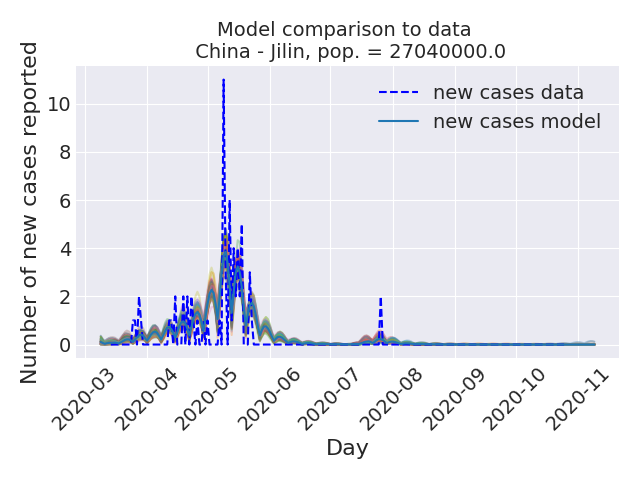 Model comparison to data
China - Jilin, pop. = 27040000.0
Number of new cases reported
10
8
6
4
2
0
new cases data
new cases model
2020-03
2020-04
2020-05
2020-06
2020-07
2020-08
2020-09
2020-10
2020-11
Day